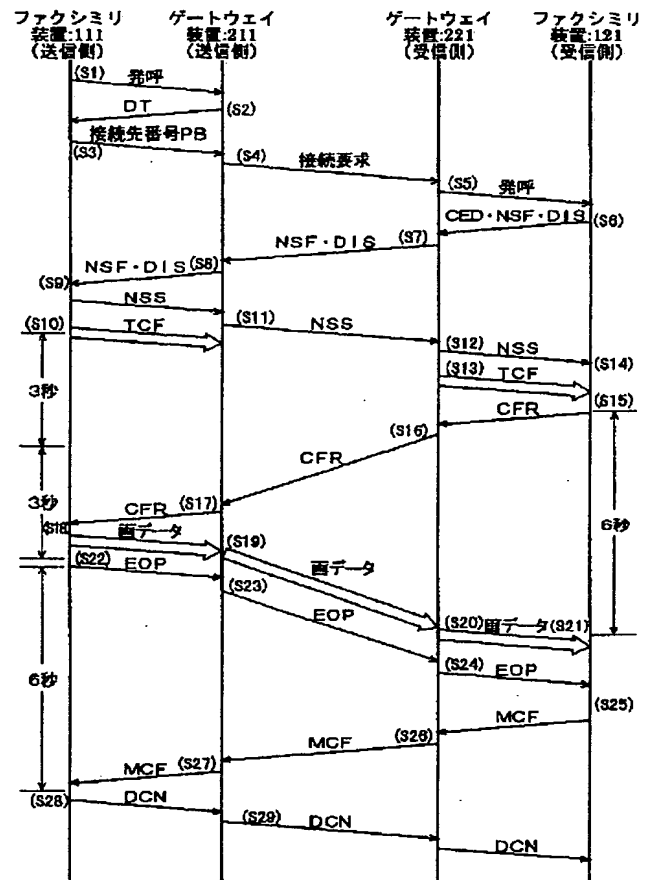 ファクシミリ
装置:111
(送信側)
ゲートウェイ
装置:211
(送信側)
ゲートウェイ
装置:221
(受信側)
ファクシミリ
装置:121
(受信側)
(S1) 発呼
DT (S2)
接続先番号PB
(S3)
(S4) 接続要求
(S5) 発呼
CED・NSF・DIS (S6)
NSF・DIS (S7)
NSF・DIS (S8)
(S9)
NSS
(S10) TCF
(S11) NSS
(S12) NSS
(S13) TCF
(S14)
3秒
(S15)
CFR
(S16)
CFR
3秒
CFR (S17)
S18
画データ
(S19)
6秒
画データ
(S22) EOP
(S23)
EOP
(S20) 画データ (S21)
(S24) EOP
6秒
(S25)
MCF
MCF (S26)
MCF (S27)
(S28) DCN
(S29) DCN
DCN